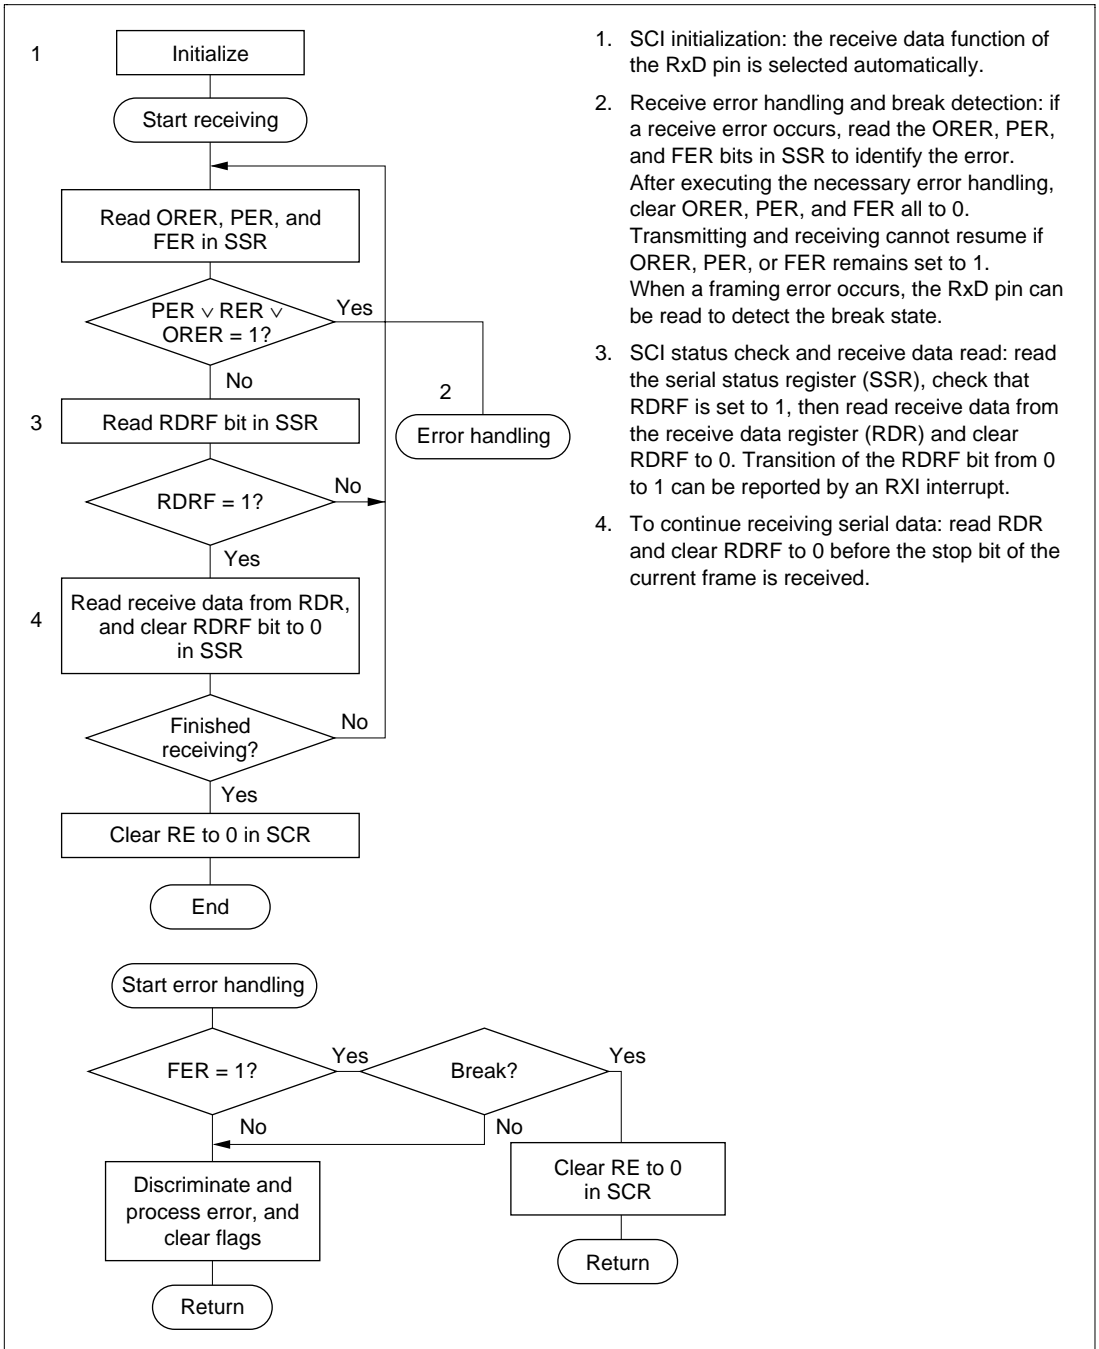 1
Initialize
Start receiving
Read ORER, PER, and
FER in SSR
PER ∨ RER ∨
ORER = 1?
Yes
No
2
Error handling
3
Read RDRF bit in SSR
RDRF = 1?
No
Yes
4
Read receive data from RDR,
and clear RDRF bit to 0
in SSR
Finished
receiving?
No
Yes
Clear RE to 0 in SCR
End
1. SCI initialization: the receive data function of
the RxD pin is selected automatically.
2. Receive error handling and break detection: if
a receive error occurs, read the ORER, PER,
and FER bits in SSR to identify the error.
After executing the necessary error handling,
clear ORER, PER, and FER all to 0.
Transmitting and receiving cannot resume if
ORER, PER, or FER remains set to 1.
When a framing error occurs, the RxD pin can
be read to detect the break state.
3. SCI status check and receive data read: read
the serial status register (SSR), check that
RDRF is set to 1, then read receive data from
the receive data register (RDR) and clear
RDRF to 0. Transition of the RDRF bit from 0
to 1 can be reported by an RXI interrupt.
4. To continue receiving serial data: read RDR
and clear RDRF to 0 before the stop bit of the
current frame is received.
Start error handling
FER = 1?
Yes
Break?
Yes
No
No
Discriminate and
process error, and
clear flags
Return
Clear RE to 0
in SCR
Return